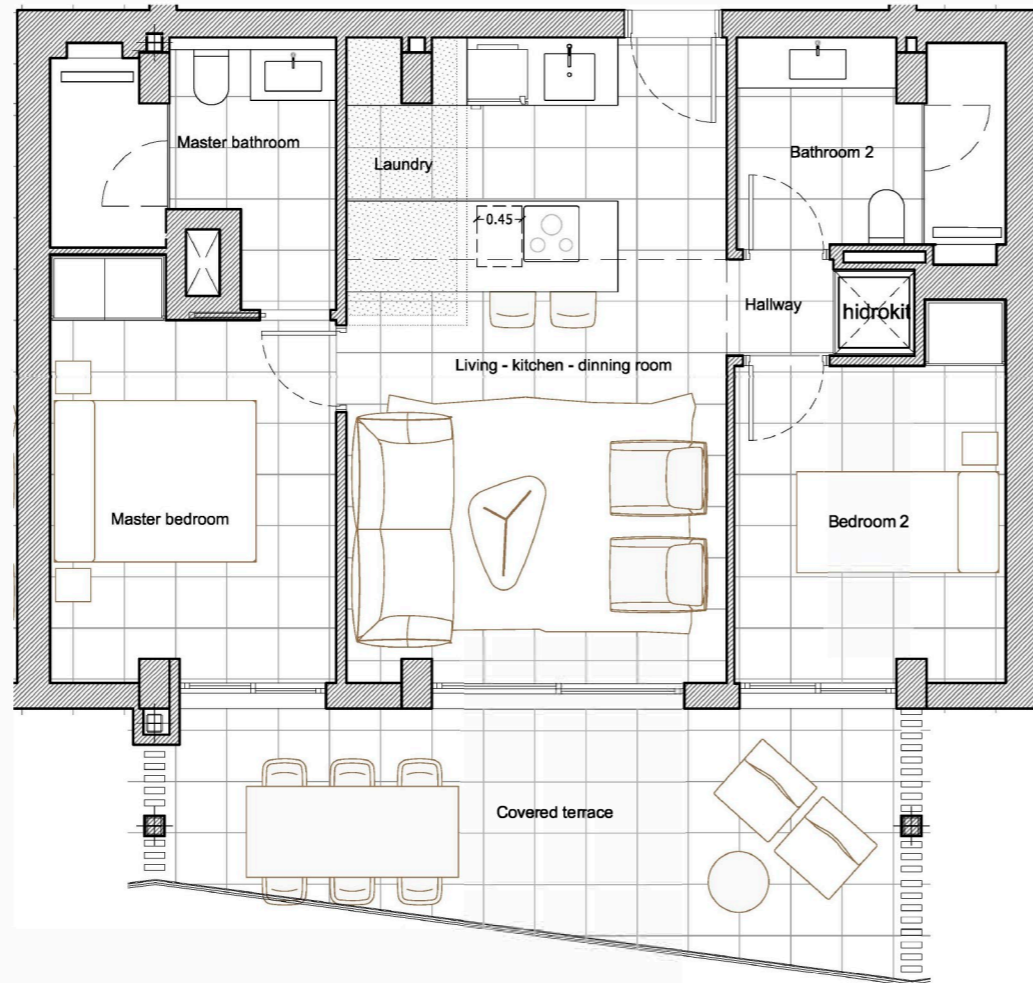 Master bathroom
Laundry
Bathroom 2
0.45
Hallway
hidrokit
Living - kitchen - dinning room
Master bedroom
Bedroom 2
Covered terrace